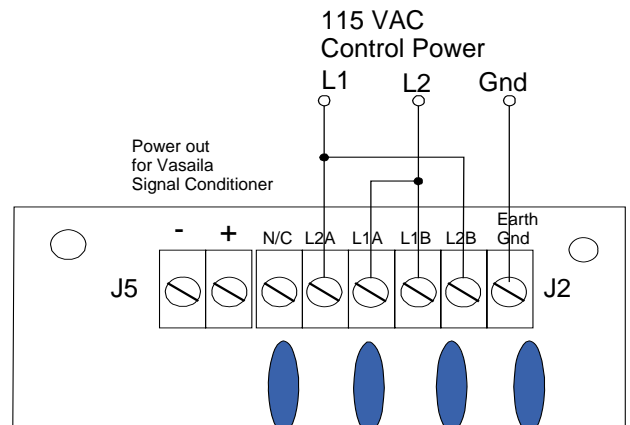 115 VAC
Control Power
L1 L2 Gnd
Power out
for Vasaila
Signal Conditioner
Earth
- + N/C L2A L1A L1B L2B Gnd
J5 J2